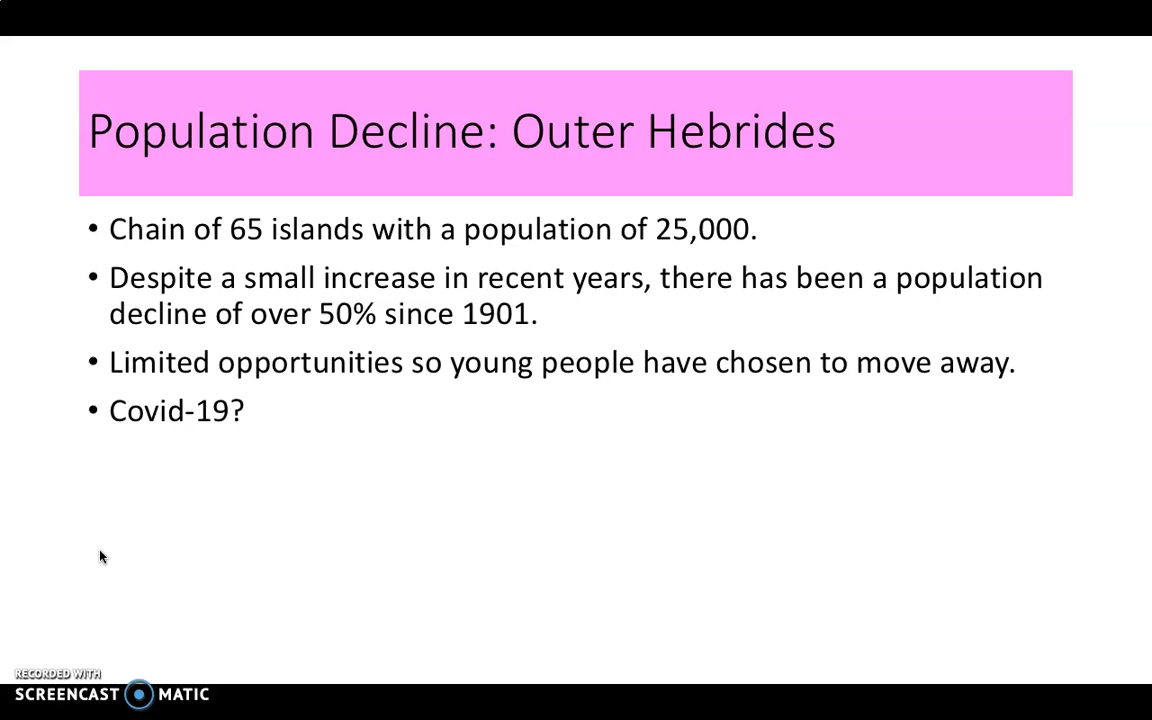 Population Decline: Outer Hebrides
• Chain of 65 islands with a population of 25,000.
• Despite a small increase in recent years, there has been a population
decline of over 50% since 1901.
• Limited opportunities so young people have chosen to move away.
• Covid-19?
RECORDED WITH
SCREENCAST MATIC